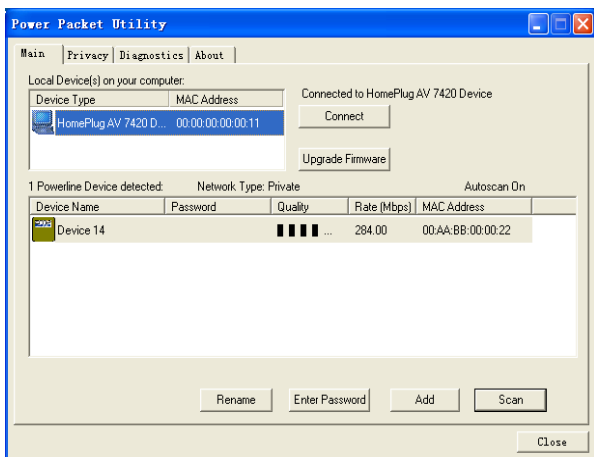 Power Packet Utility
Main Privacy Diagnostics About
Local Device(s) on your computer:
Connected to HomePlug AV 7420 Device
Device Type MAC Address
HomePlug AV 7420 D... 00:00:00:00:00:11
Connect
Upgrade Firmware
1 Powerline Device detected: Network Type: Private Autoscan On
Device Name Password Quality Rate (Mbps) MAC Address
Device 14 ... 284.00 00:AA:BB:00:00:22
Rename Enter Password Add Scan
Close